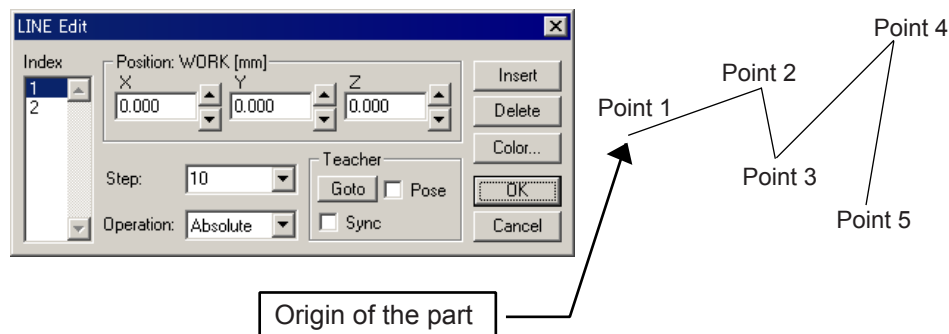 LINE Edit
Index
1
2
Position: WORK [mm]
X Y Z
0.000 0.000 0.000
Step: 10
Operation: Absolute
Teacher
Goto Pose
Sync
Insert
Delete
Color...
OK
Cancel
Point 1
Point 2
Point 3
Point 4
Point 5
Origin of the part